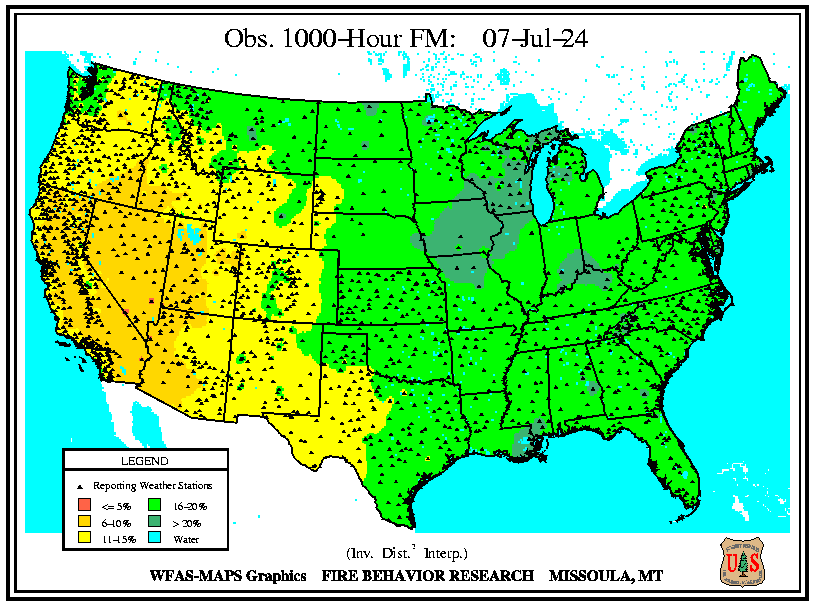 Obs. 1000-Hour FM: 07-Jul-24
LEGEND
Reporting Weather Stations
<= 5% 16-20%
6-10% > 20%
11-15% Water
(Inv. Dist.² Interp.)
WFAS-MAPS Graphics FIRE BEHAVIOR RESEARCH MISSOULA, MT
U S